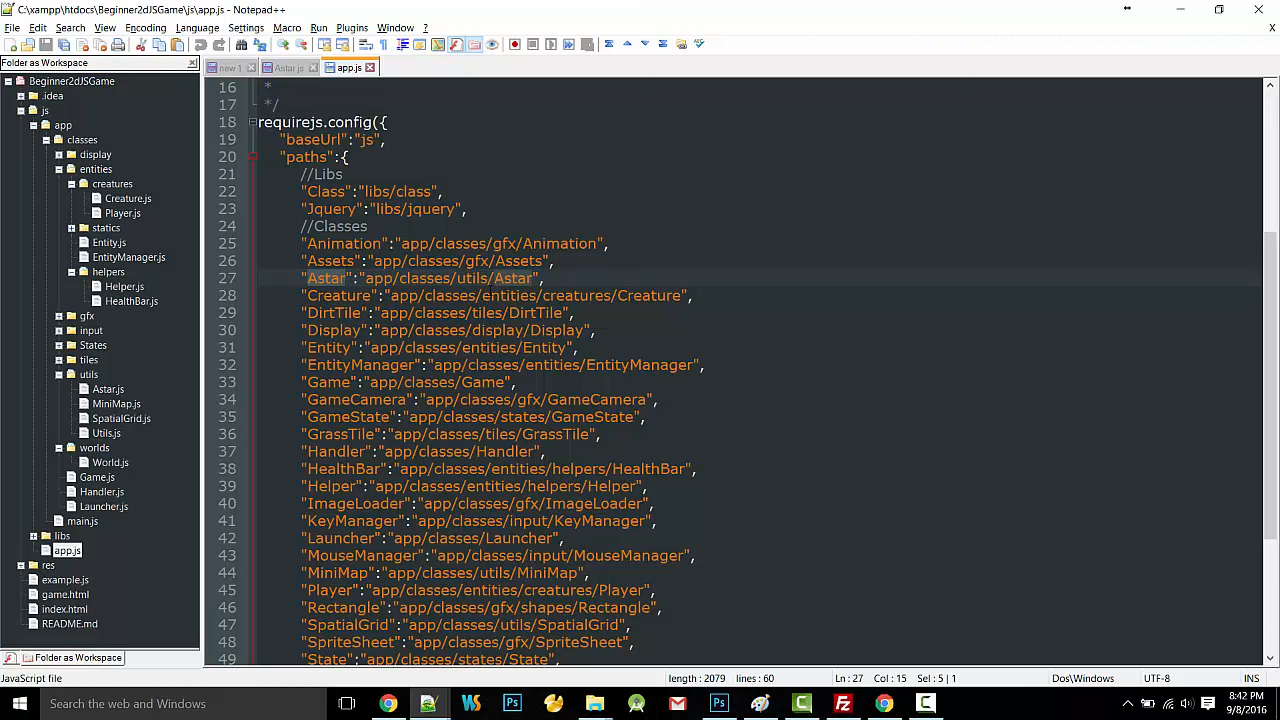 C:\xampp\htdocs\Beginner2dJSGame\js\app.js - Notepad++
File Edit Search View Encoding Language Settings Macro Run Plugins Window ? X
Folder as Workspace
new 1 Astar.js app.js
Beginner2dJSGame
.idea
js
app
classes
display
entities
creatures
Creature.js
Player.js
statics
Entity.js
EntityManager.js
helpers
Helper.js
HealthBar.js
gfx
input
States
tiles
utils
Astar.js
MiniMap.js
SpatialGrid.js
Utils.js
worlds
World.js
Game.js
Handler.js
Launcher.js
main.js
libs
app.js
res
example.js
game.html
index.html
README.md
Folder as Workspace
16 *
17 */
18 requirejs.config({
19 "baseUrl":"js",
20 "paths":{
21 //Libs
22 "Class":"libs/class",
23 "Jquery":"libs/jquery",
24 //Classes
25 "Animation":"app/classes/gfx/Animation",
26 "Assets":"app/classes/gfx/Assets",
27 "Astar":"app/classes/utils/Astar",
28 "Creature":"app/classes/entities/creatures/Creature",
29 "DirtTile":"app/classes/tiles/DirtTile",
30 "Display":"app/classes/display/Display",
31 "Entity":"app/classes/entities/Entity",
32 "EntityManager":"app/classes/entities/EntityManager",
33 "Game":"app/classes/Game",
34 "GameCamera":"app/classes/gfx/GameCamera",
35 "GameState":"app/classes/states/GameState",
36 "GrassTile":"app/classes/tiles/GrassTile",
37 "Handler":"app/classes/Handler",
38 "HealthBar":"app/classes/entities/helpers/HealthBar",
39 "Helper":"app/classes/entities/helpers/Helper",
40 "ImageLoader":"app/classes/gfx/ImageLoader",
41 "KeyManager":"app/classes/input/KeyManager",
42 "Launcher":"app/classes/Launcher",
43 "MouseManager":"app/classes/input/MouseManager",
44 "MiniMap":"app/classes/utils/MiniMap",
45 "Player":"app/classes/entities/creatures/Player",
46 "Rectangle":"app/classes/gfx/shapes/Rectangle",
47 "SpatialGrid":"app/classes/utils/SpatialGrid",
48 "SpriteSheet":"app/classes/gfx/SpriteSheet",
49 "State":"app/classes/states/State",
JavaScript file length : 2079 lines : 60 Ln : 27 Col : 15 Sel : 5 | 1 Dos\Windows UTF-8 INS
Search the web and Windows
8:42 PM
9/8/2016